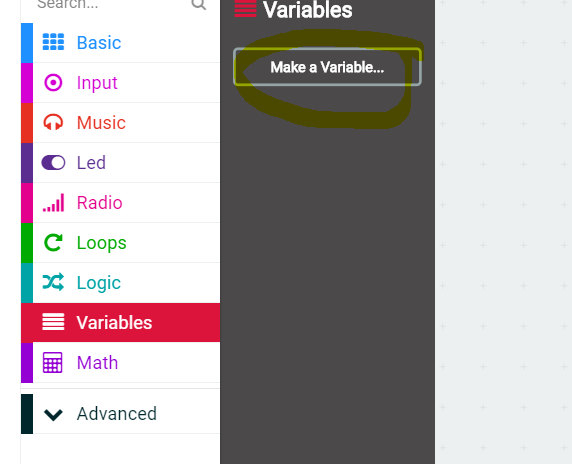 Search...
Variables
Make a Variable...
Basic
Input
Music
Led
Radio
Loops
Logic
Variables
Math
Advanced